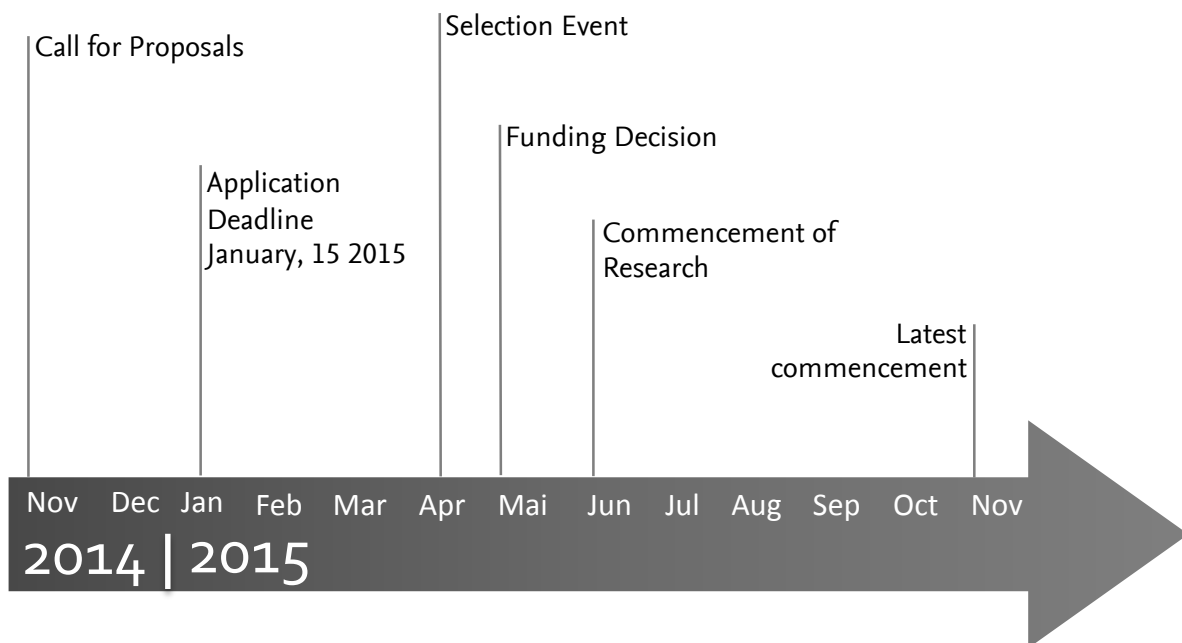 Call for Proposals
Selection Event
Funding Decision
Application
Deadline
January, 15 2015
Commencement of
Research
Latest
commencement
Nov Dec Jan Feb Mar Apr Mai Jun Jul Aug Sep Oct Nov
2014 | 2015